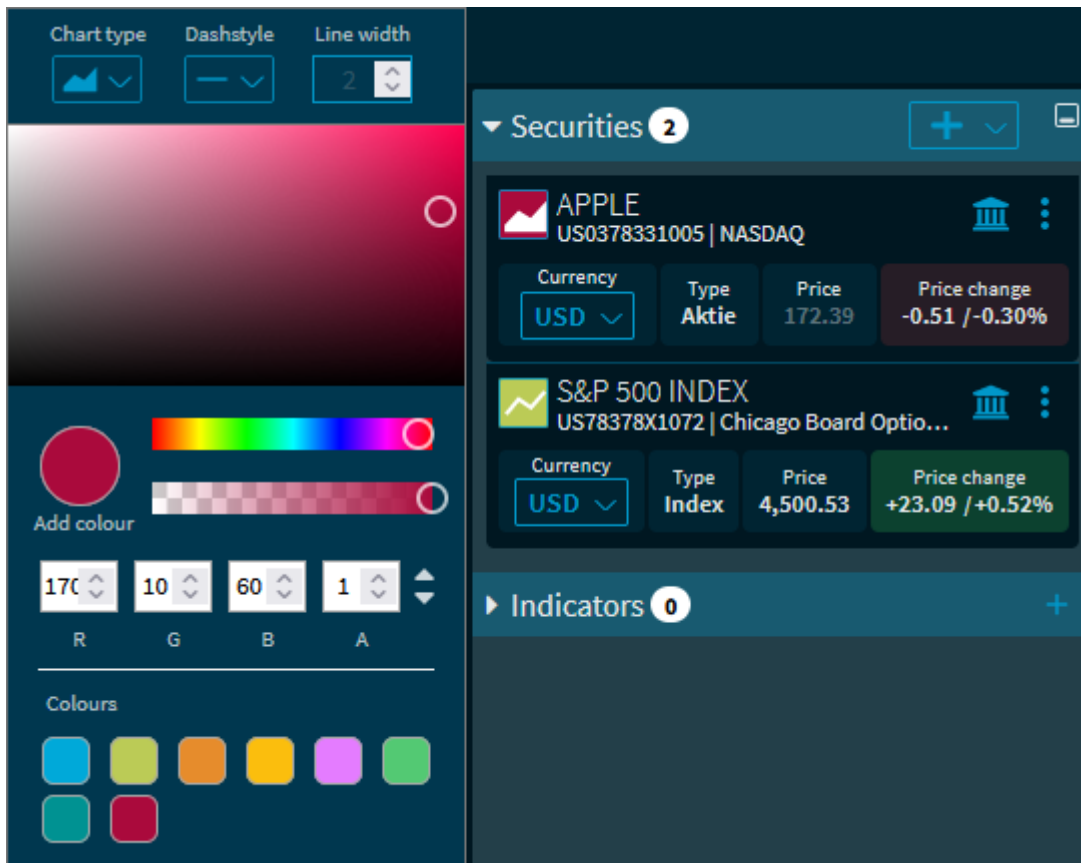 Chart type Dashstyle Line width
2
Securities 2
APPLE
US0378331005 | NASDAQ
Currency Type Price Price change
USD Aktie 172.39 -0.51 /-0.30%
S&P 500 INDEX
US78378X1072 | Chicago Board Optio...
Currency Type Price Price change
USD Index 4,500.53 +23.09 /+0.52%
Add colour
170 10 60 1
R G B A
Indicators 0
Colours